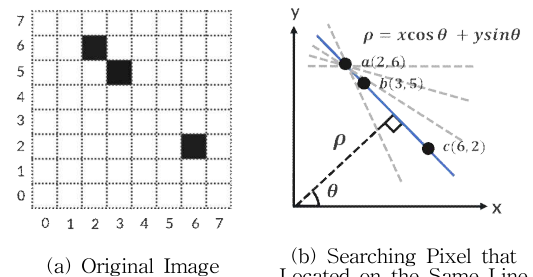 7
6
5
4
3
2
1
0
0 1 2 3 4 5 6 7
(a) Original Image
y
ρ = xcosθ + ysinθ
a(2,6)
b(3,5)
c(6,2)
ρ
θ
x
(b) Searching Pixel that
Located on the Same Line